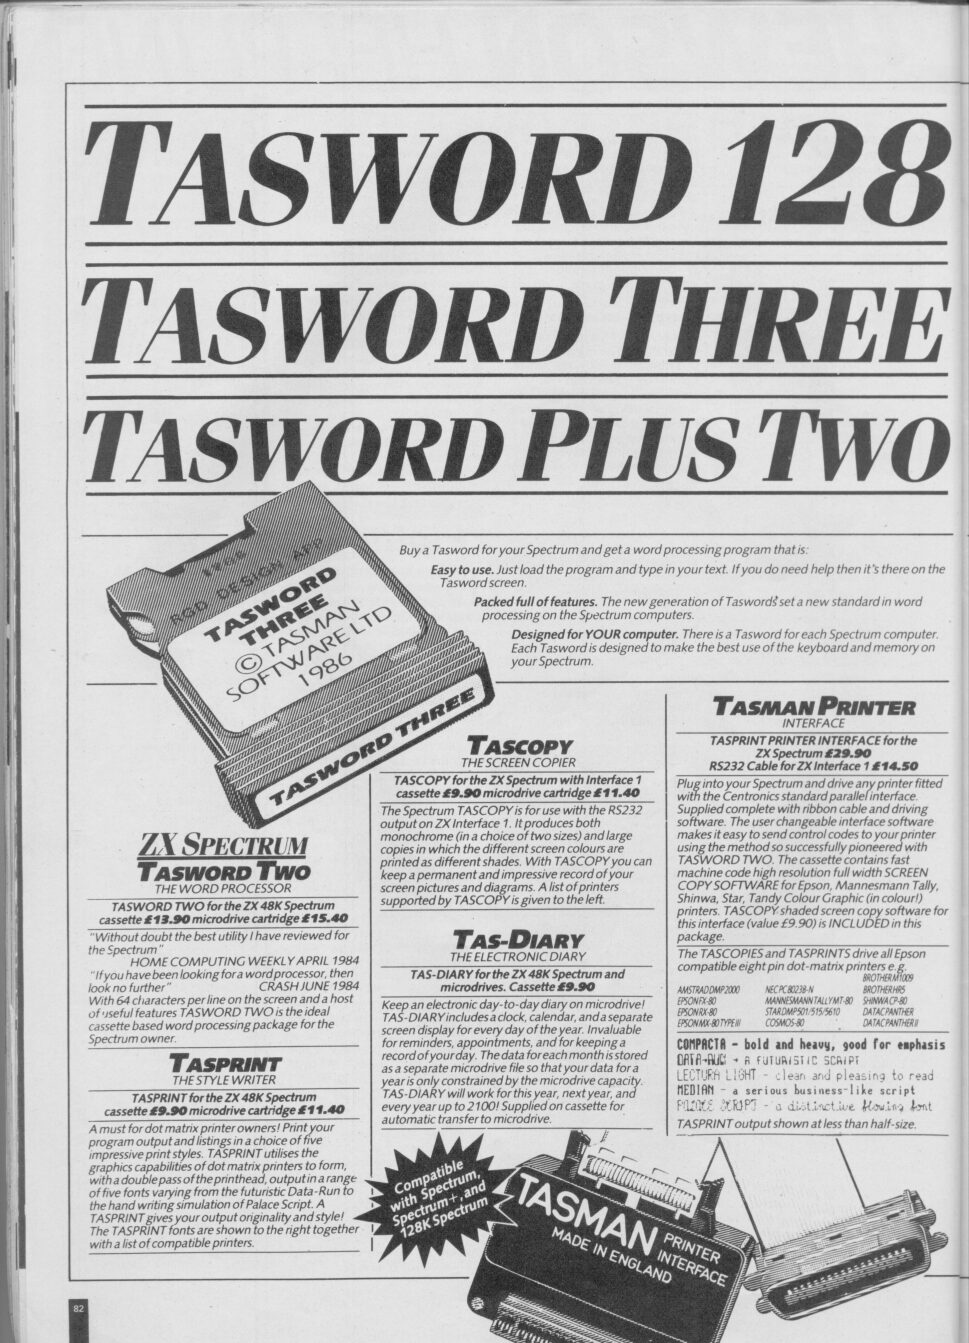 TASWORD 128
TASWORD THREE
TASWORD PLUS TWO
1986
RGD DESIGN AFP
TASWORD
THREE
© TASMAN
SOFTWARE LTD
1986
TASWORD THREE
Buy a Tasword for your Spectrum and get a word processing program that is:
Easy to use. Just load the program and type in your text. If you do need help then it's there on the
Tasword screen.
Packed full of features. The new generation of Taswords set a new standard in word
processing on the Spectrum computers.
Designed for YOUR computer. There is a Tasword for each Spectrum computer.
Each Tasword is designed to make the best use of the keyboard and memory on
your Spectrum.
ZX SPECTRUM
TASWORD TWO
THE WORD PROCESSOR
TASWORD TWO for the ZX 48K Spectrum
cassette £13.90 microdrive cartridge £15.40
"Without doubt the best utility I have reviewed for
the Spectrum"
HOME COMPUTING WEEKLY APRIL 1984
"If you have been looking for a word processor, then
look no further" CRASH JUNE 1984
With 64 characters per line on the screen and a host
of useful features TASWORD TWO is the ideal
cassette based word processing package for the
Spectrum owner.
TASPRINT
THE STYLE WRITER
TASPRINT for the ZX 48K Spectrum
cassette £9.90 microdrive cartridge £11.40
A must for dot matrix printer owners! Print your
program output and listings in a choice of five
impressive print styles. TASPRINT utilises the
graphics capabilities of dot matrix printers to form,
with a double pass of the printhead, output in a range
of five fonts varying from the futuristic Data-Run to
the hand writing simulation of Palace Script. A
TASPRINT gives your output originality and style!
The TASPRINT fonts are shown to the right together
with a list of compatible printers.
TASCOPY
THE SCREEN COPIER
TASCOPY for the ZX Spectrum with Interface 1
cassette £9.90 microdrive cartridge £11.40
The Spectrum TASCOPY is for use with the RS232
output on ZX Interface 1. It produces both
monochrome (in a choice of two sizes) and large
copies in which the different screen colours are
printed as different shades. With TASCOPY you can
keep a permanent and impressive record of your
screen pictures and diagrams. A list of printers
supported by TASCOPY is given to the left.
TAS-DIARY
THE ELECTRONIC DIARY
TAS-DIARY for the ZX 48K Spectrum and
microdrives. Cassette £9.90
Keep an electronic day-to-day diary on microdrive!
TAS-DIARY includes a clock, calendar, and a separate
screen display for every day of the year. Invaluable
for reminders, appointments, and for keeping a
record of your day. The data for each month is stored
as a separate microdrive file so that your data for a
year is only constrained by the microdrive capacity.
TAS-DIARY will work for this year, next year, and
every year up to 2100! Supplied on cassette for
automatic transfer to microdrive.
Compatible
with Spectrum,
Spectrum +, and
128K Spectrum
TASMAN PRINTER
INTERFACE
TASPRINT PRINTER INTERFACE for the
ZX Spectrum £29.90
RS232 Cable for ZX Interface 1 £14.50
Plug into your Spectrum and drive any printer fitted
with the Centronics standard parallel interface.
Supplied complete with ribbon cable and driving
software. The user changeable interface software
makes it easy to send control codes to your printer
using the method so successfully pioneered with
TASWORD TWO. The cassette contains fast
machine code high resolution full width SCREEN
COPY SOFTWARE for Epson, Mannesmann Tally,
Shinwa, Star, Tandy Colour Graphic (in colour!)
printers. TASCOPY shaded screen copy software for
this interface (value £9.90) is INCLUDED in this
package.
The TASCOPIES and TASPRINTS drive all Epson
compatible eight pin dot-matrix printers e.g.
BROTHER M1009
AMSTRAD DMP 2000 NEC PC 8023B-N BROTHER HR5
EPSON FX-80 MANNESMANN TALLY MT-80 SHINWA CP-80
EPSON RX-80 STAR DMP 501/515/5610 DATAC PANTHER
EPSON MX-80 TYPE III COSMOS-80 DATAC PANTHER II
COMPACTA - bold and heavy, good for emphasis
DATA-RUN - A FUTURISTIC SCRIPT
LECTURA LIGHT - clean and pleasing to read
MEDIAN - a serious business-like script
PALACE SCRIPT - a distinctive flowing font
TASPRINT output shown at less than half-size.
TASMAN
PRINTER
INTERFACE
MADE IN ENGLAND
82